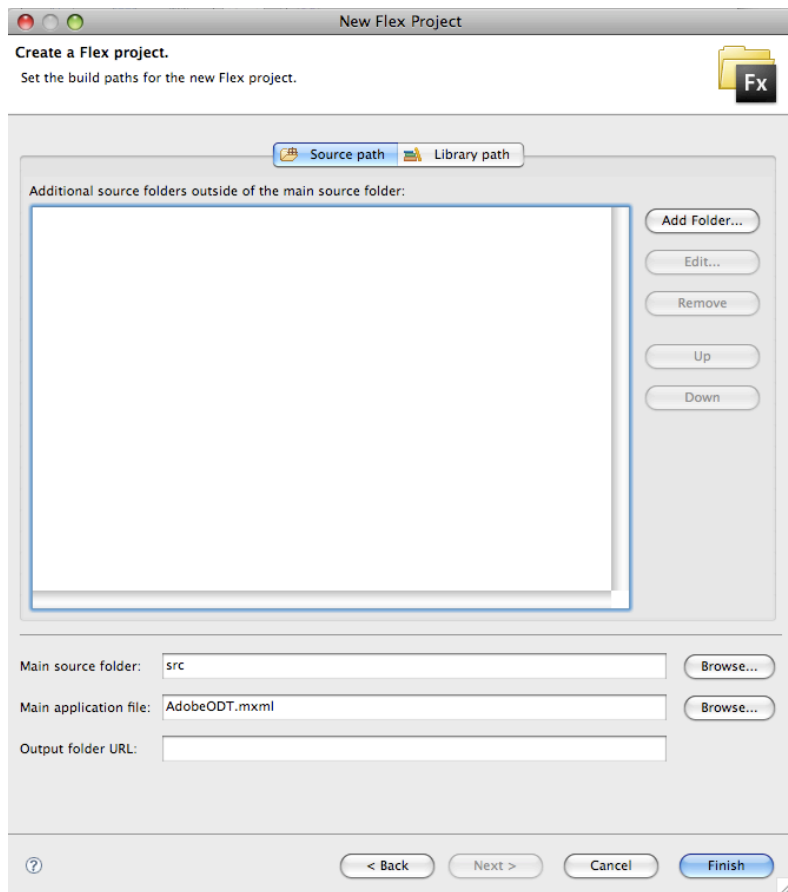 New Flex Project
Create a Flex project.
Set the build paths for the new Flex project.
Fx
Source path Library path
Additional source folders outside of the main source folder:
Add Folder...
Edit...
Remove
Up
Down
Main source folder: src Browse...
Main application file: AdobeODT.mxml Browse...
Output folder URL:
? < Back Next > Cancel Finish